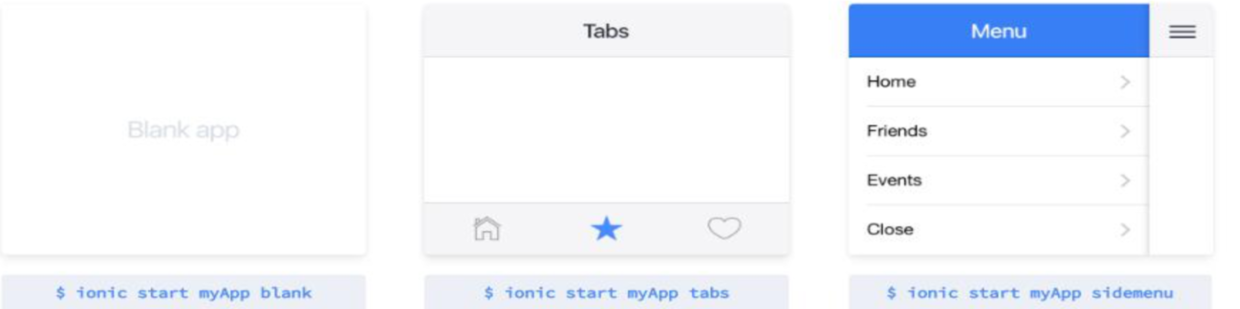 Blank app
$ ionic start myApp blank
Tabs
$ ionic start myApp tabs
Menu
Home
Friends
Events
Close
$ ionic start myApp sidemenu